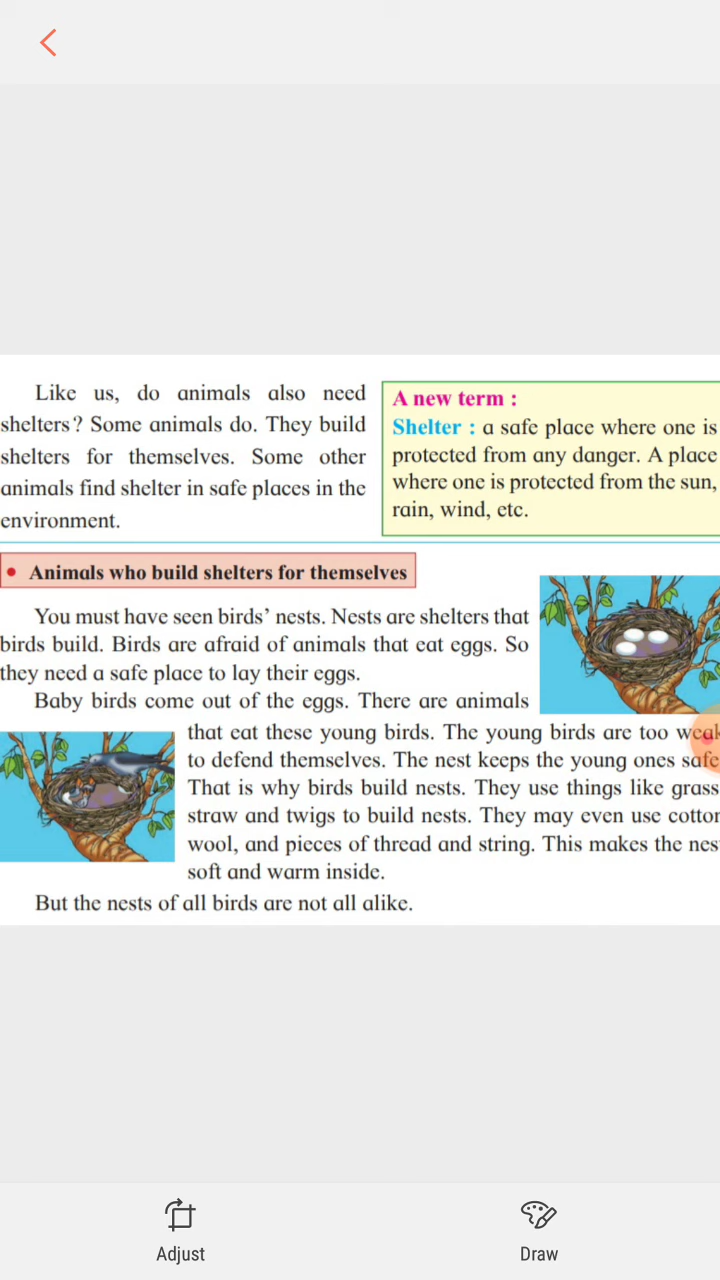 Like us, do animals also need
shelters? Some animals do. They build
shelters for themselves. Some other
animals find shelter in safe places in the
environment.
A new term :
Shelter : a safe place where one is
protected from any danger. A place
where one is protected from the sun,
rain, wind, etc.
• Animals who build shelters for themselves
You must have seen birds’ nests. Nests are shelters that
birds build. Birds are afraid of animals that eat eggs. So
they need a safe place to lay their eggs.
Baby birds come out of the eggs. There are animals
that eat these young birds. The young birds are too
to defend themselves. The nest keeps the young ones safe
That is why birds build nests. They use things like grass
straw and twigs to build nests. They may even use
wool, and pieces of thread and string. This makes the
soft and warm inside.
But the nests of all birds are not all alike.
Adjust
Draw